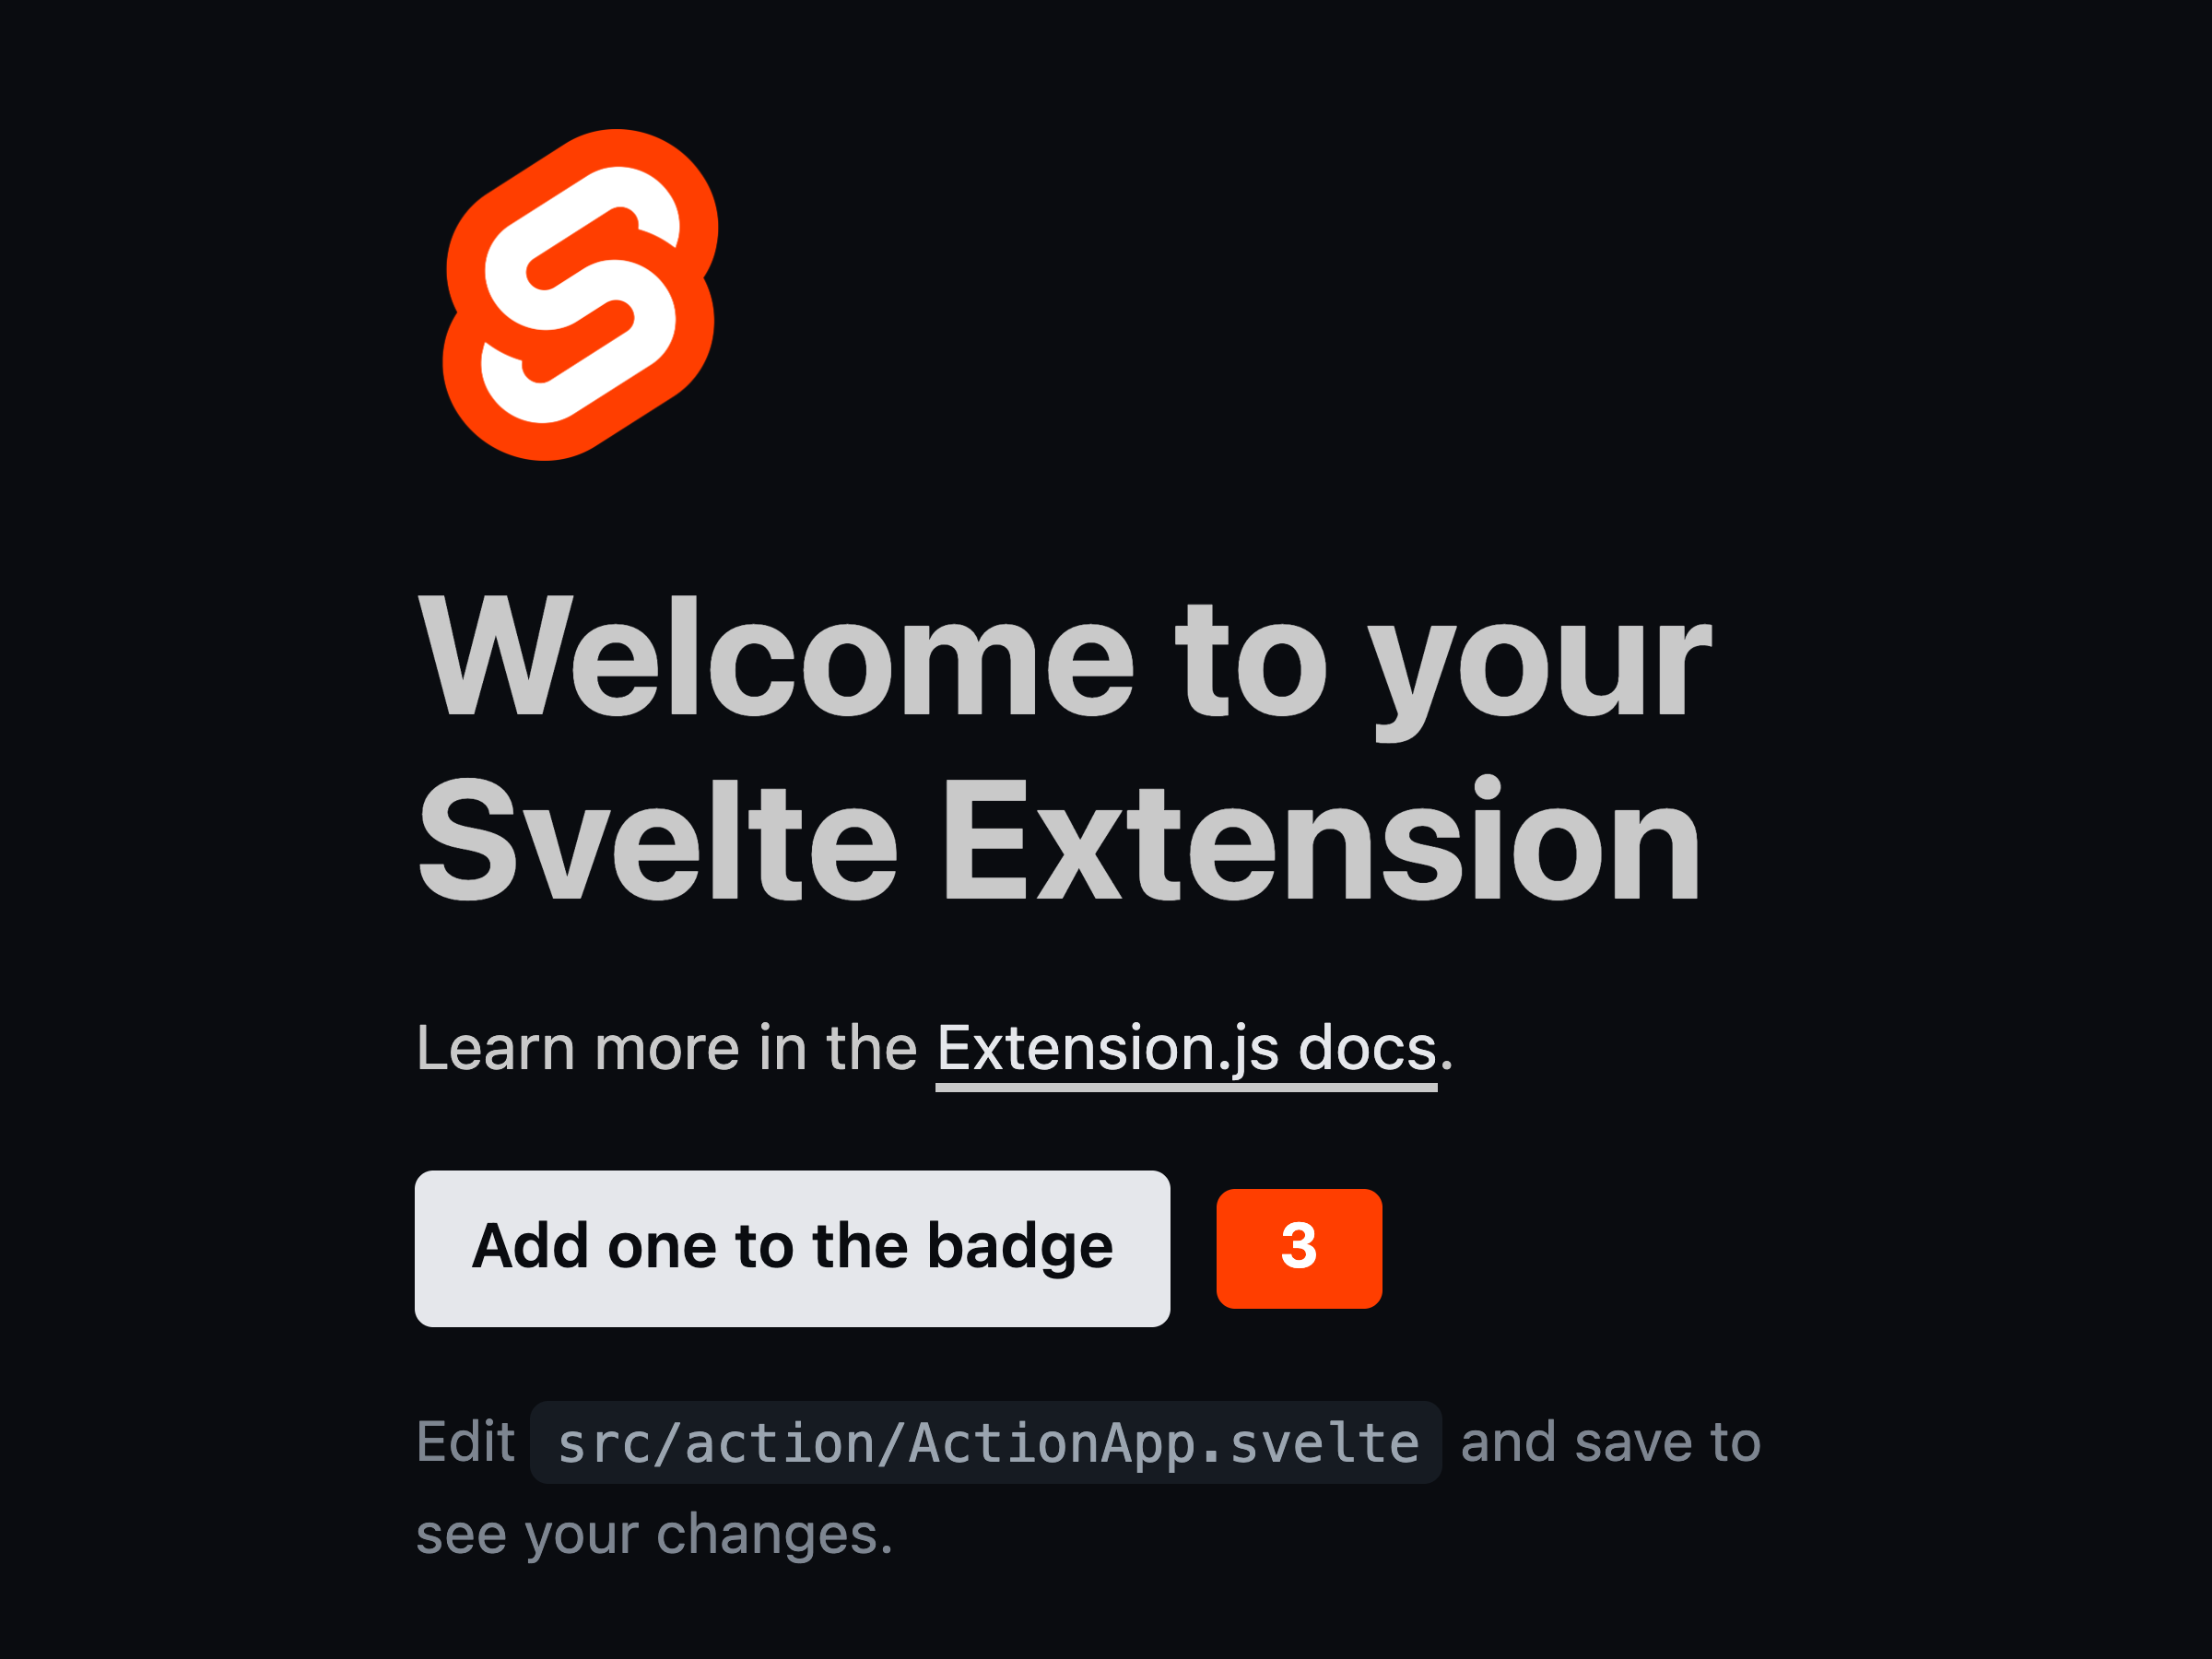 Welcome to your
Svelte Extension
Learn more in the Extension.js docs.
Add one to the badge
3
Edit src/action/ActionApp.svelte and save to
see your changes.